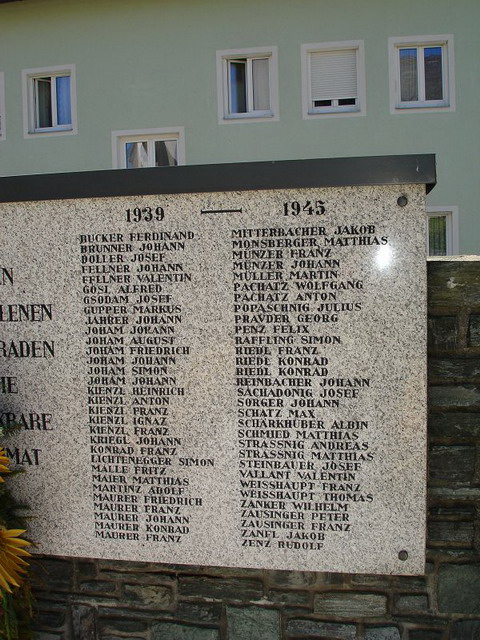 N
LENEN
RADEN
HE
KBARE
MAT
1939 — 1945
BUCKER FERDINAND
BRUNNER JOHANN
DOLLER JOSEF
FELLNER JOHANN
FELLNER VALENTIN
GÖSL ALFRED
GSODAM JOSEF
GUPPER MARKUS
JAHRER JOHANN
JOHAM JOHANN
JOHAM AUGUST
JOHAM FRIEDRICH
JOHAM JOHANN
JOHAM SIMON
JOHAM JOHANN
KIENZL HEINRICH
KIENZL ANTON
KIENZL FRANZ
KIENZL IGNAZ
KIENZL FRANZ
KRIEGL JOHANN
KONRAD FRANZ
LICHTENEGGER SIMON
MALLE FRITZ
MAIER MATTHIAS
MARTINZ ADOLF
MAURER FRIEDRICH
MAURER FRANZ
MAURER JOHANN
MAURER KONRAD
MAURER FRANZ
MITTERBACHER JAKOB
MONSBERGER MATTHIAS
MÜNZER FRANZ
MÜNZER JOHANN
MÜLLER MARTIN
PACHATZ WOLFGANG
PACHATZ ANTON
POPASCHNIG JULIUS
PRAVDER GEORG
PENZ FELIX
RAFFLING SIMON
RIEDL FRANZ
RIEDL KONRAD
RIEDL KONRAD
REINBACHER JOHANN
SACHADONIG JOSEF
SORGER JOHANN
SCHATZ MAX
SCHÄRKHUBER ALBIN
SCHMIED MATTHIAS
STRASSNIG ANDREAS
STRASSNIG MATTHIAS
STEINBAUER JOSEF
VALLANT VALENTIN
WEISSHAUPT FRANZ
WEISSHAUPT THOMAS
ZANKER WILHELM
ZAUSINGER PETER
ZAUSINGER FRANZ
ZANFL JAKOB
ZENZ RUDOLF